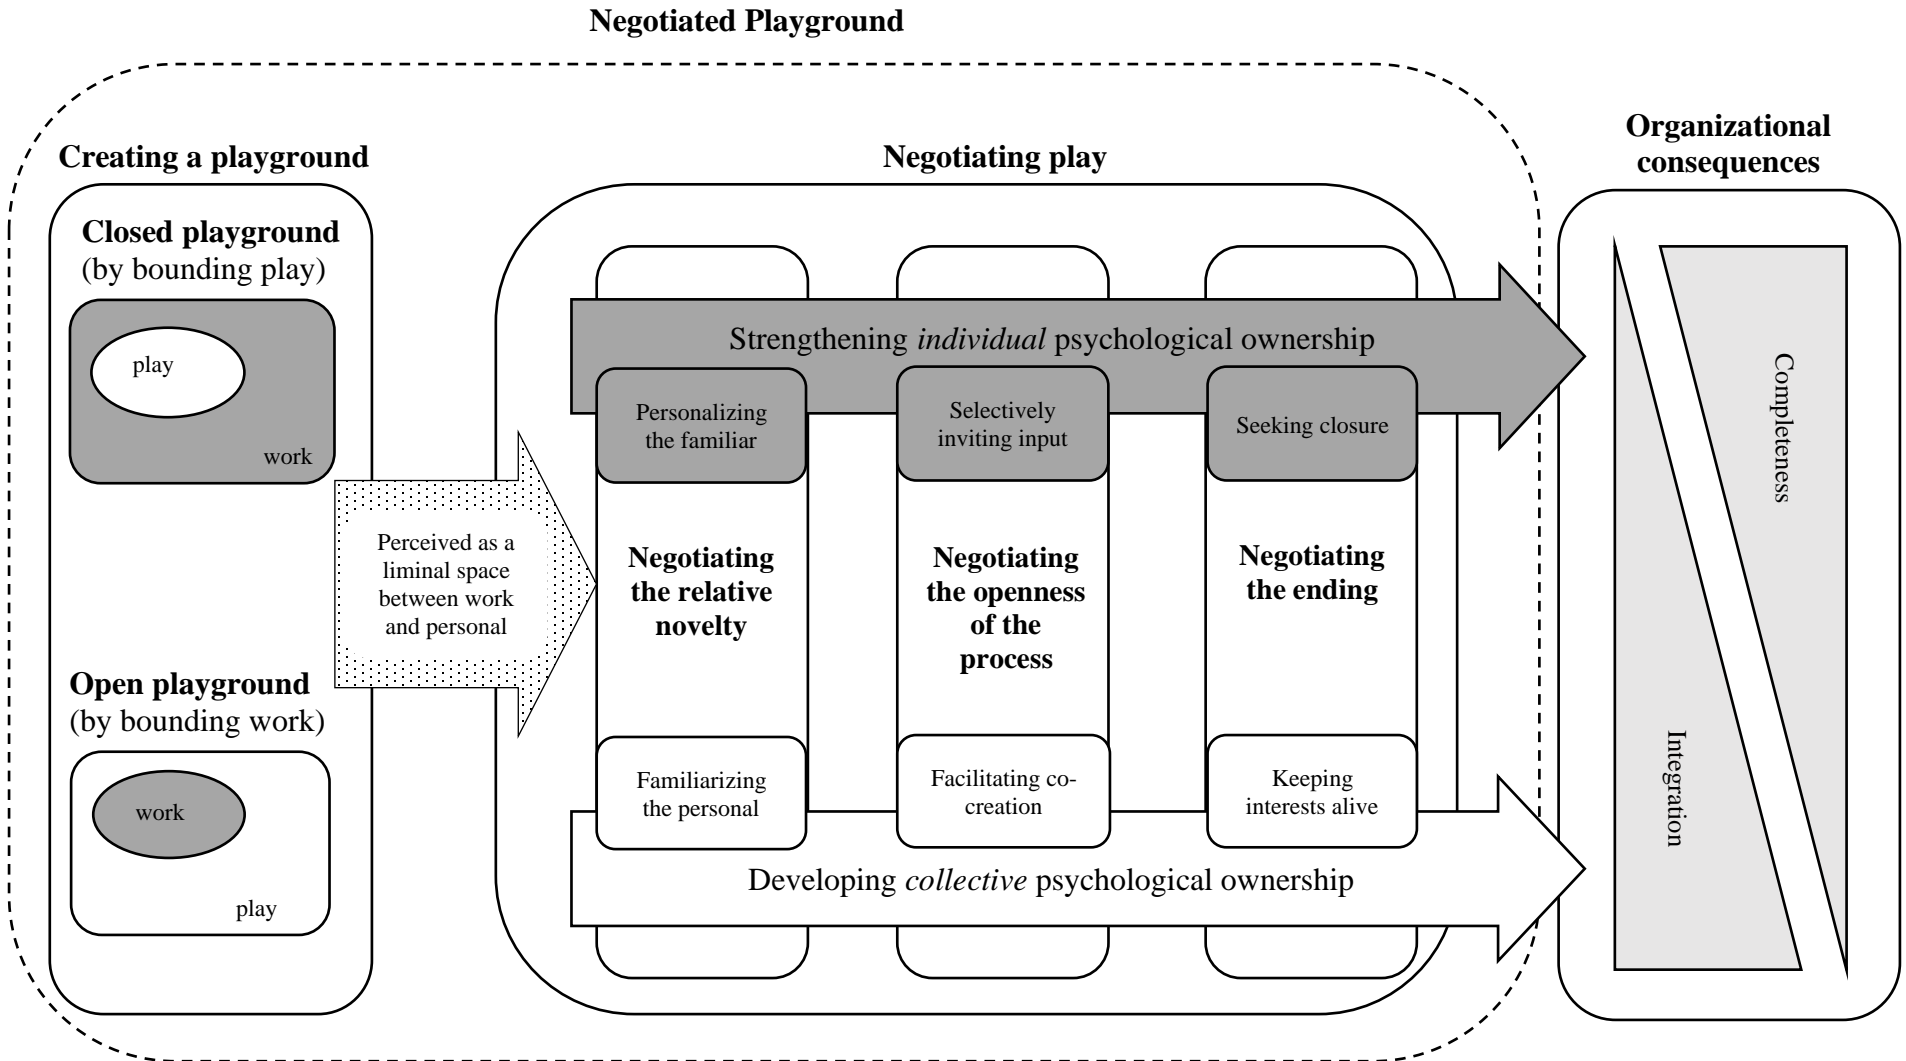 Negotiated Playground
Creating a playground
Closed playground
(by bounding play)
play
work
Open playground
(by bounding work)
work
play
Perceived as a
liminal space
between work
and personal
Negotiating play
Strengthening individual psychological ownership
Personalizing
the familiar
Selectively
inviting input
Seeking closure
Negotiating
the relative
novelty
Negotiating
the openness
of the
process
Negotiating
the ending
Familiarizing
the personal
Facilitating co-
creation
Keeping
interests alive
Developing collective psychological ownership
Organizational
consequences
Completeness
Integration